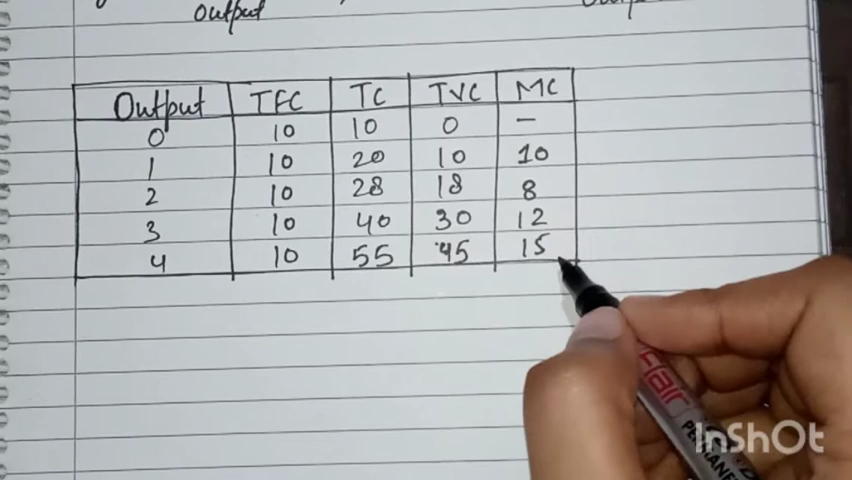 output
Output TFC TC TVC MC
0 10 10 0 -
1 10 20 10 10
2 10 28 18 8
3 10 40 30 12
4 10 55 45 15
Flair
InShOt